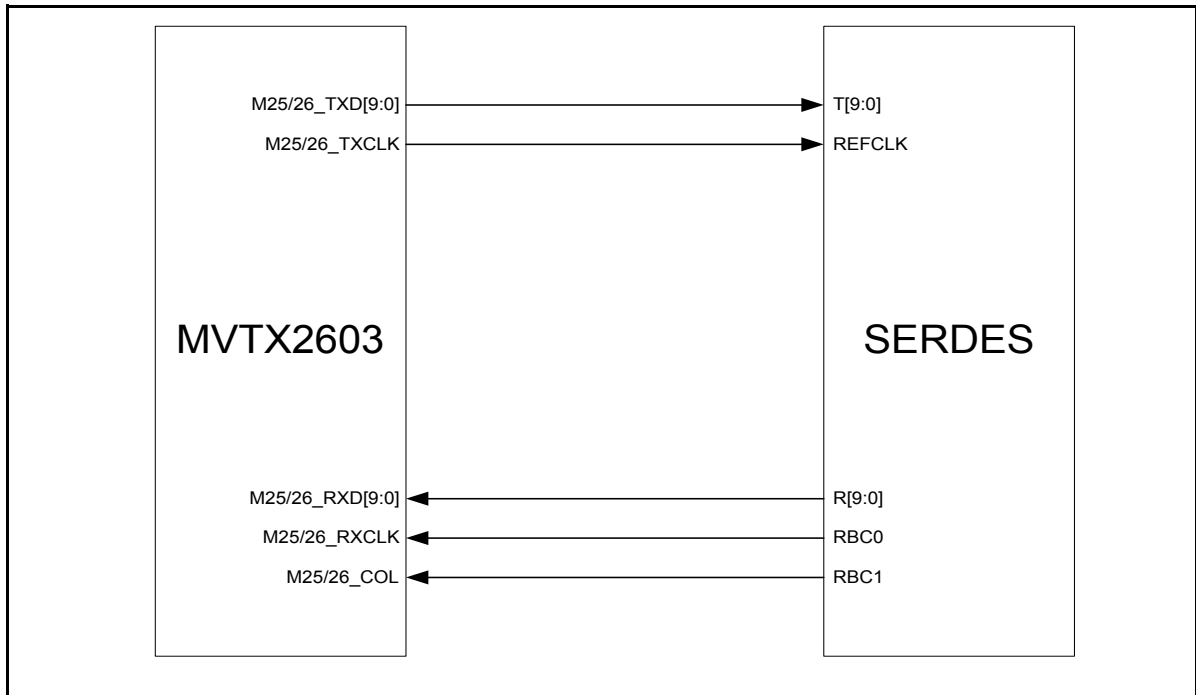 M25/26_TXD[9:0] T[9:0]
M25/26_TXCLK REFCLK
MVTX2603 SERDES
M25/26_RXD[9:0] R[9:0]
M25/26_RXCLK RBC0
M25/26_COL RBC1